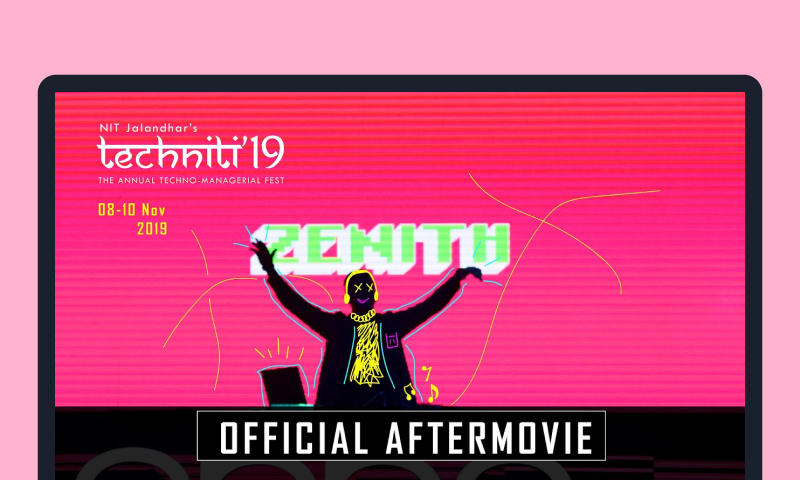 NIT Jalandhar's
techniti'19
THE ANNUAL TECHNO-MANAGERIAL FEST
08-10 Nov
2019
ZENITH
OFFICIAL AFTERMOVIE